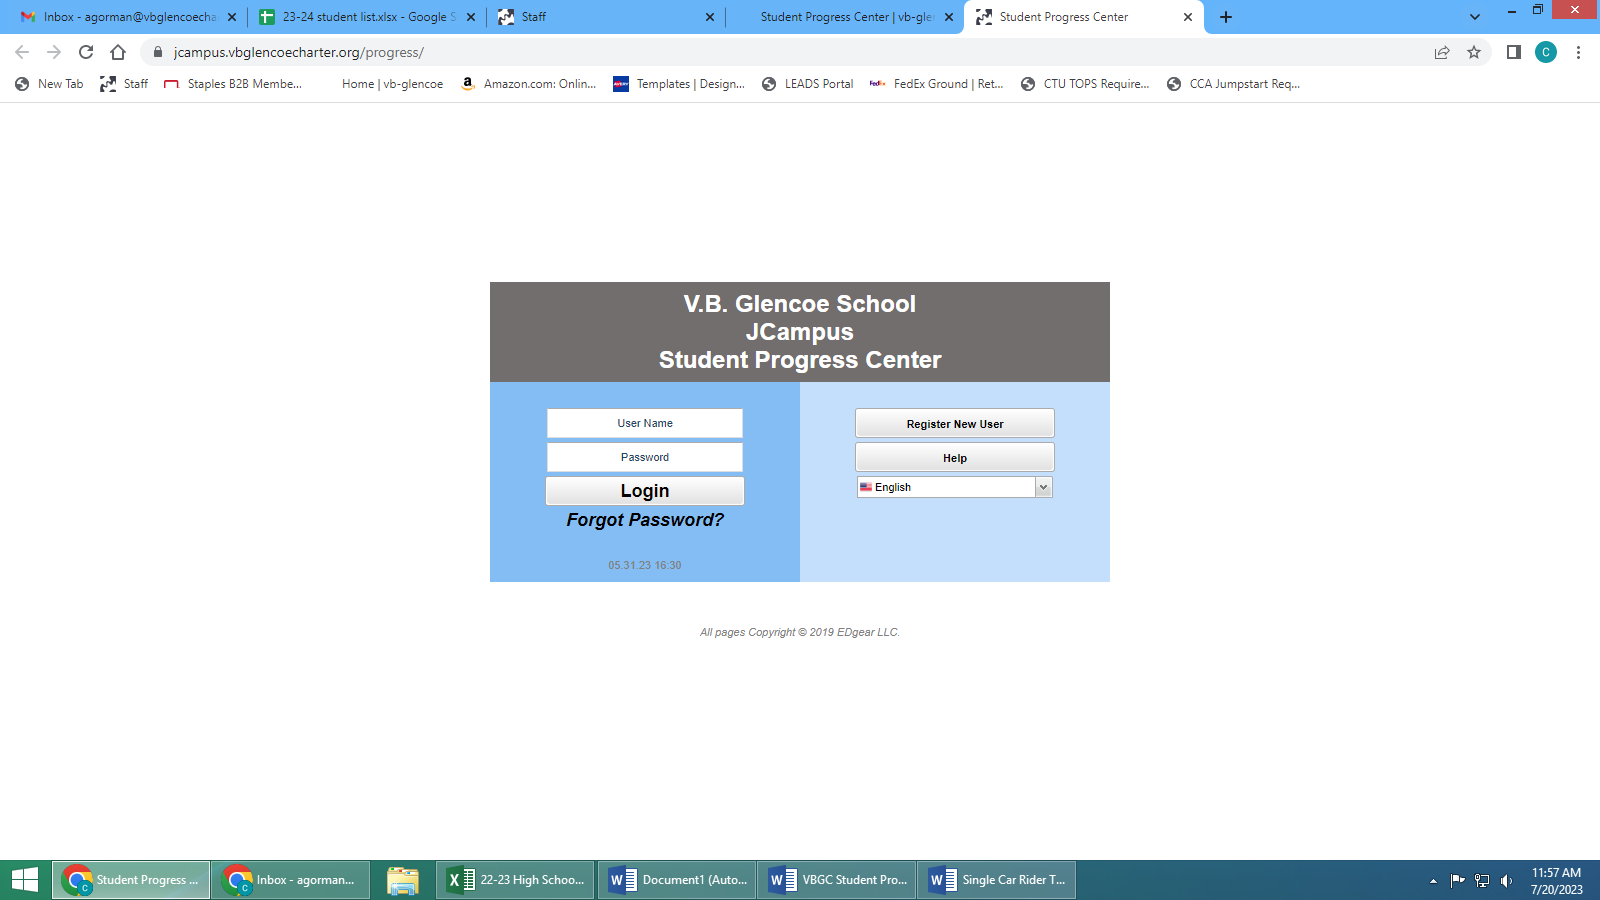 Inbox - agorman@vbglencoecha
23-24 student list.xlsx - Google S
Staff
Student Progress Center | vb-gle
Student Progress Center
jcampus.vbglencoecharter.org/progress/
C
New Tab
Staff
Staples B2B Membe...
Home | vb-glencoe
Amazon.com: Onlin...
Templates | Design...
LEADS Portal
FedEx Ground | Ret...
CTU TOPS Require...
CCA Jumpstart Req...
V.B. Glencoe School
JCampus
Student Progress Center
User Name
Password
Login
Forgot Password?
05.31.23 16:30
Register New User
Help
English
All pages Copyright © 2019 EDgear LLC.
Student Progress ...
Inbox - agorman...
22-23 High Schoo...
Document1 (Auto...
VBGC Student Pro...
Single Car Rider T...
11:57 AM
7/20/2023